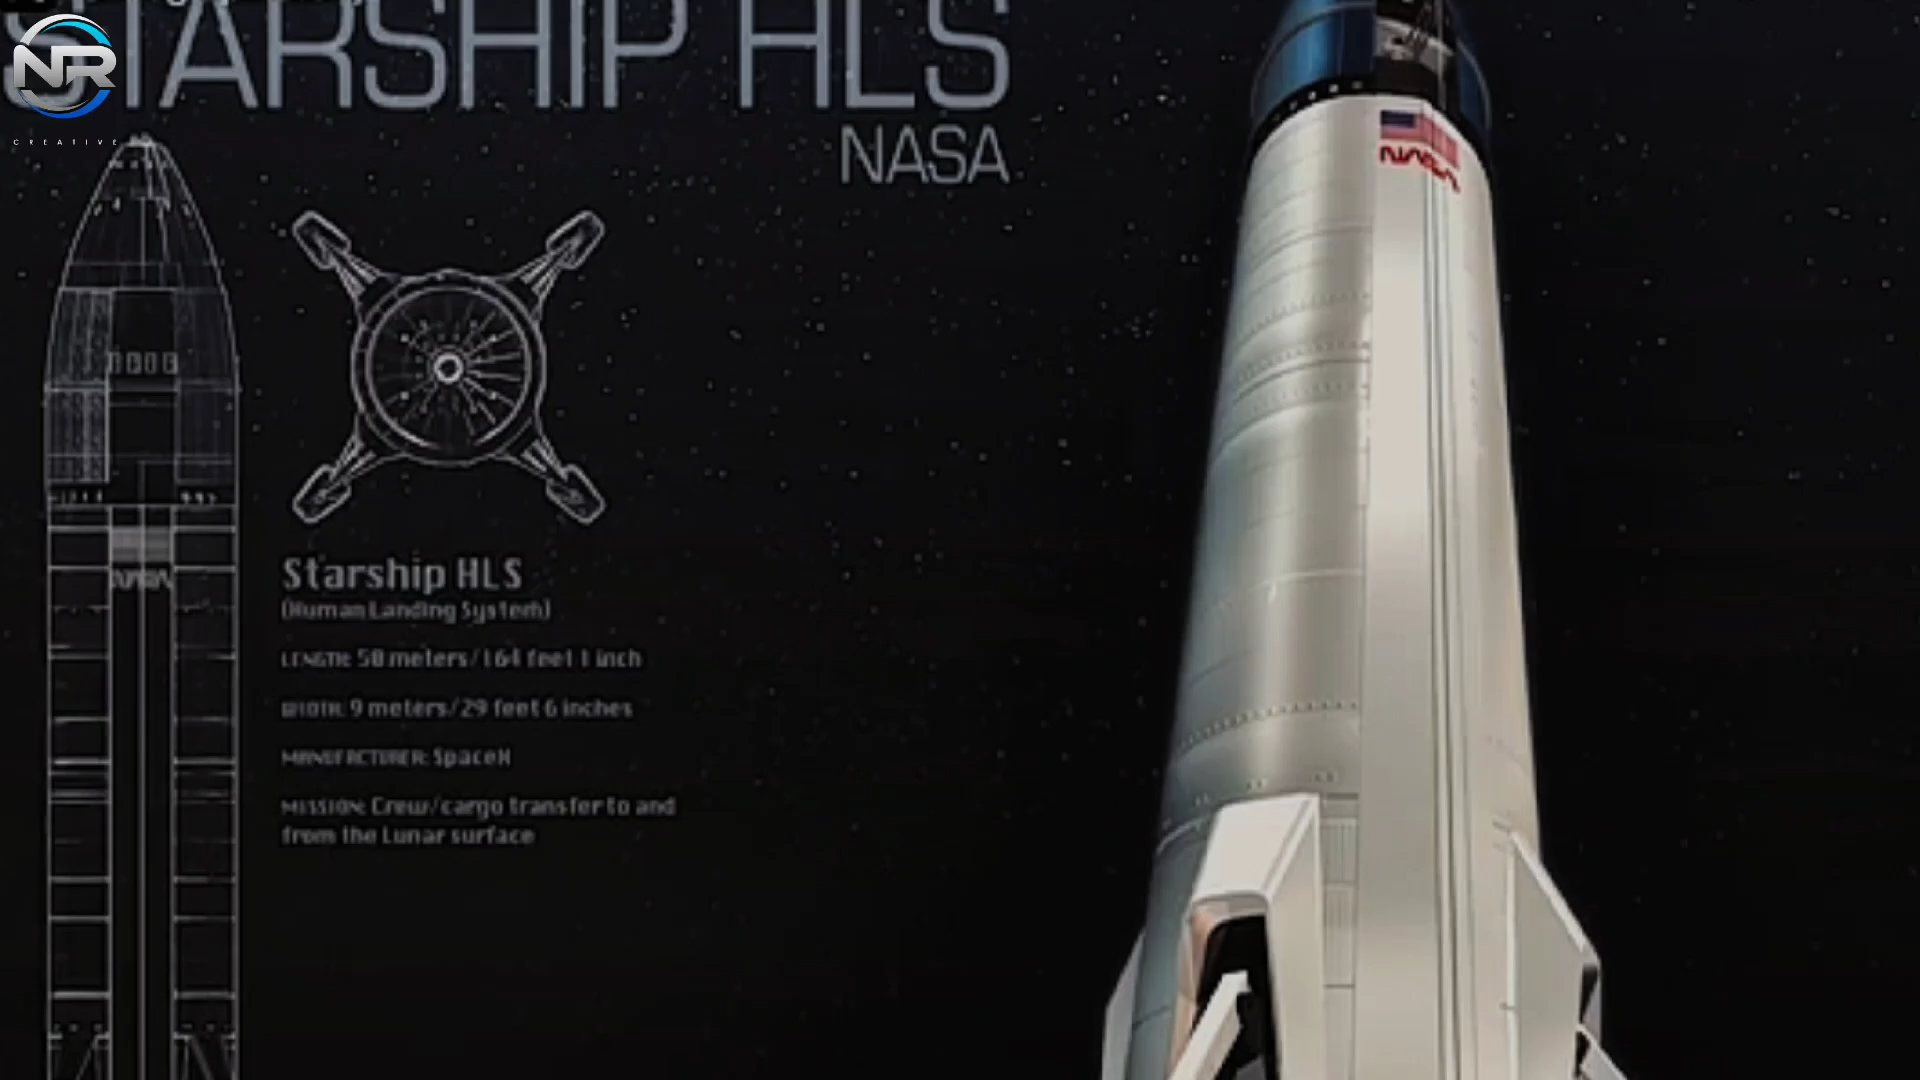 STARSHIP HLS
NR
CREATIVE
NASA
NASA
NASA
Starship HLS
(Human Landing System)
LENGTH: 50 meters/164 feet 1 inch
WIDTH: 9 meters/29 feet 6 inches
MANUFACTURER: SpaceX
MISSION: Crew/cargo transfer to and
from the Lunar surface